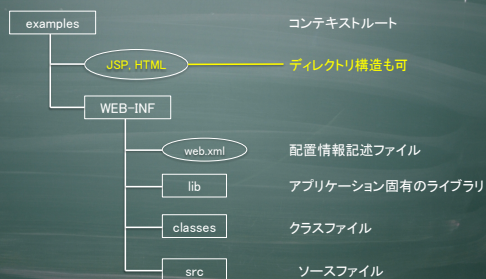 examples コンテキストルート
JSP, HTML ディレクトリ構造も可
WEB-INF
web.xml 配置情報記述ファイル
lib アプリケーション固有のライブラリ
classes クラスファイル
src ソースファイル